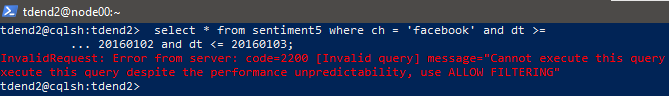 tdend2@node00:~
tdend2@cqlsh:tdend2>  select * from sentiment5 where ch = 'facebook' and dt >=
         ... 20160102 and dt <= 20160103;
InvalidRequest: Error from server: code=2200 [Invalid query] message="Cannot execute this query
xecute this query despite the performance unpredictability, use ALLOW FILTERING"
tdend2@cqlsh:tdend2>